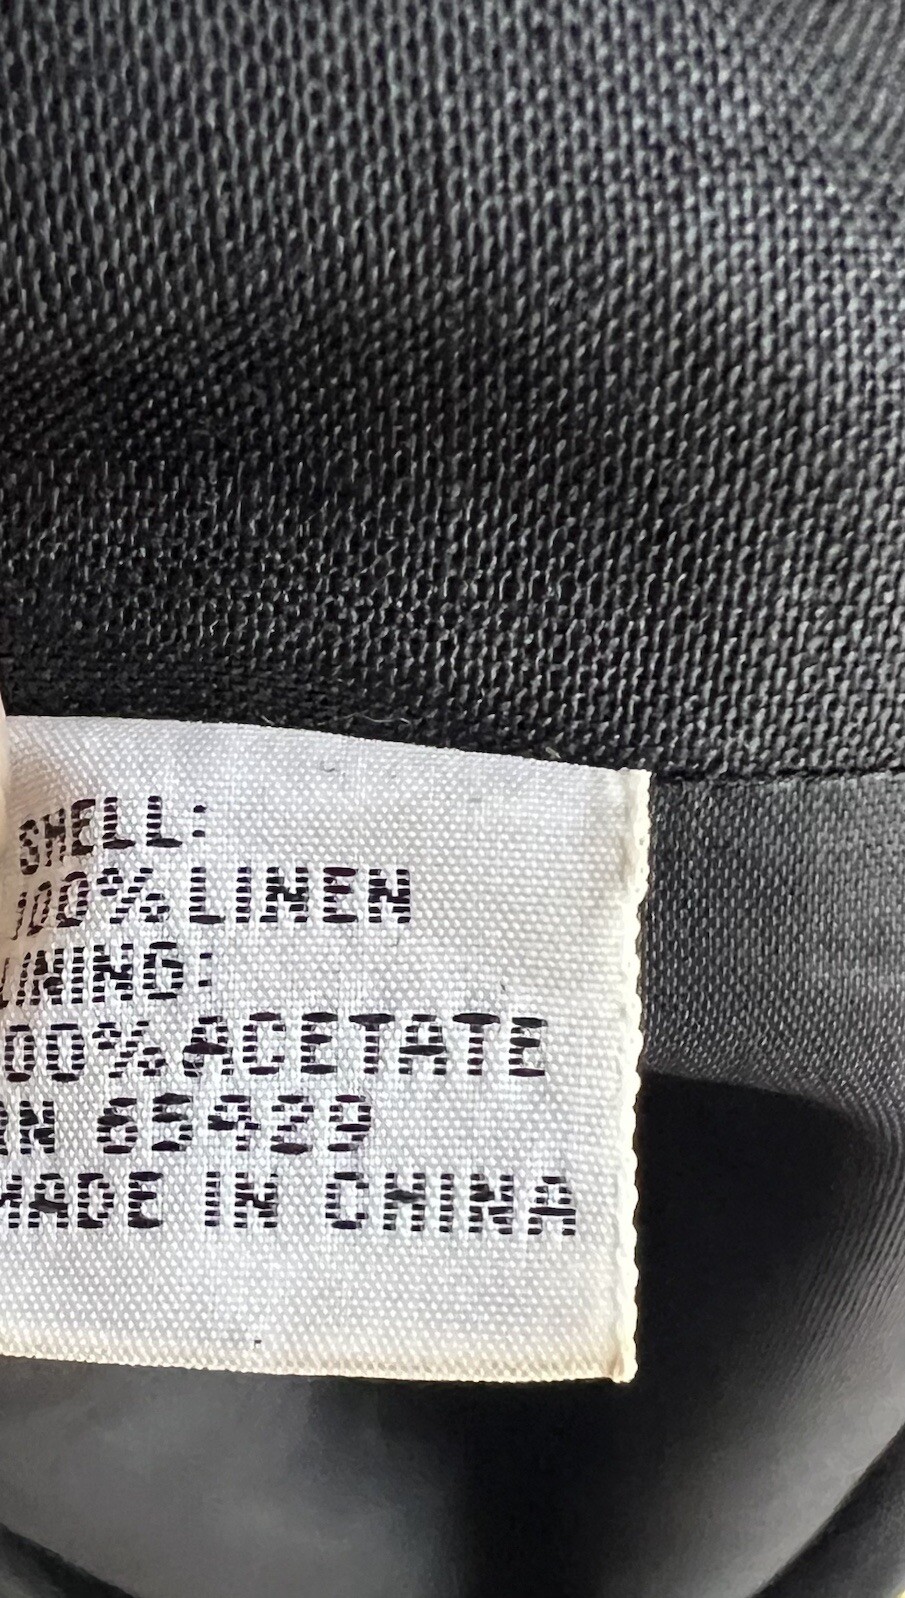 SHELL:
100% LINEN
LINING:
100% ACETATE
RN 65929
MADE IN CHINA